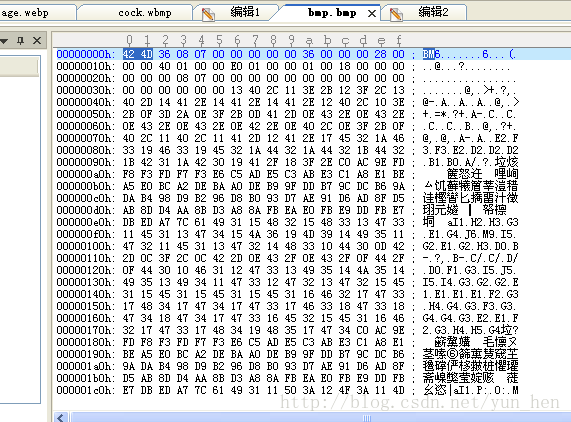 age.webp cock.wbmp 编辑1 bmp.bmp 编辑2
0 1 2 3 4 5 6 7 8 9 a b c d e f
00000000h: 42 4D 36 08 07 00 00 00 00 00 36 00 00 00 28 00 ; BM6.......6...(.
00000010h: 00 00 40 01 00 00 E0 01 00 00 01 00 18 00 00 00 ; ..@...?........
00000020h: 00 00 00 08 07 00 00 00 00 00 00 00 00 00 00 00 ; ................
00000030h: 00 00 00 00 00 00 13 40 2C 11 3E 2B 12 3F 2C 13 ; .......@,.>+.?,.
00000040h: 40 2D 14 41 2E 14 41 2E 14 41 2E 12 40 2C 10 3E ; @-.A..A..A..@,.>
00000050h: 2B 0F 3D 2A 0E 3F 2B 0D 41 2D 0E 43 2E 0E 43 2E ; +.=*.?+.A-.C..C.
00000060h: 0E 43 2E 0E 43 2E 0E 42 2E 0E 40 2C 0E 3F 2B 0F ; .C..C..B..@,.?+.
00000070h: 40 2C 11 40 2C 11 41 2D 12 41 2E 17 45 32 1A 46 ; @,.@,.A-.A..E2.F
00000080h: 33 19 46 33 19 45 32 1A 44 32 1A 44 32 1B 44 32 ; 3.F3.E2.D2.D2.D2
00000090h: 1B 42 31 1A 42 30 19 41 2F 18 3F 2E C0 AC 9E FD ; .B1.B0.A/.?.
000000a0h: F8 F3 FD F7 F3 E6 C5 AD E5 C3 AB E3 C1 A8 E1 BE ;
000000b0h: A5 E0 BC A2 DE BA A0 DE B9 9F DD B7 9C DC B6 9A ;
000000c0h: DA B4 98 D9 B2 96 D8 B0 93 D7 AE 91 D6 AD 8F D5 ;
000000d0h: AB 8D D4 AA 8B D3 A8 8A FB EA E0 FB E9 DD FB E7 ;
000000e0h: DB ED A7 7C 61 49 31 15 48 32 15 48 33 13 47 33 ; aI1.H2.H3.G3
000000f0h: 11 45 31 13 47 34 15 4A 36 19 4D 39 14 49 35 11 ; .E1.G4.J6.M9.I5.
00000100h: 47 32 11 45 31 13 47 32 14 48 33 10 44 30 0D 42 ; G2.E1.G2.H3.D0.B
00000110h: 2D 0C 3F 2C 0C 42 2D 0E 43 2F 0E 43 2F 0F 44 2F ; -.?,.B-.C/.C/.D/
00000120h: 0F 44 30 10 46 31 12 47 33 13 49 35 14 4A 35 14 ; .D0.F1.G3.I5.J5.
00000130h: 49 35 13 49 34 11 47 33 12 47 32 13 47 32 15 45 ; I5.I4.G3.G2.G2.E
00000140h: 31 15 45 31 15 45 31 15 45 31 16 46 32 17 47 33 ; 1.E1.E1.E1.F2.G3
00000150h: 17 48 34 17 47 34 17 47 33 17 46 33 18 47 33 18 ; .H4.G4.G3.F3.G3.
00000160h: 47 34 18 47 34 17 47 33 16 45 32 15 45 31 16 46 ; G4.G4.G3.E2.E1.F
00000170h: 32 17 47 33 17 48 34 19 48 35 17 47 34 C0 AC 9E ; 2.G3.H4.H5.G4
00000180h: FD F8 F3 FD F7 F3 E6 C5 AD E5 C3 AB E3 C1 A8 E1 ;
00000190h: BE A5 E0 BC A2 DE BA A0 DE B9 9F DD B7 9C DC B6 ;
000001a0h: 9A DA B4 98 D9 B2 96 D8 B0 93 D7 AE 91 D6 AD 8F ;
000001b0h: D5 AB 8D D4 AA 8B D3 A8 8A FB EA E0 FB E9 DD FB ;
000001c0h: E7 DB ED A7 7C 61 49 31 11 50 3A 12 4F 3A 11 4D ; |aI1.P:.O:.M
http://blog.csdn.net/yun_hen